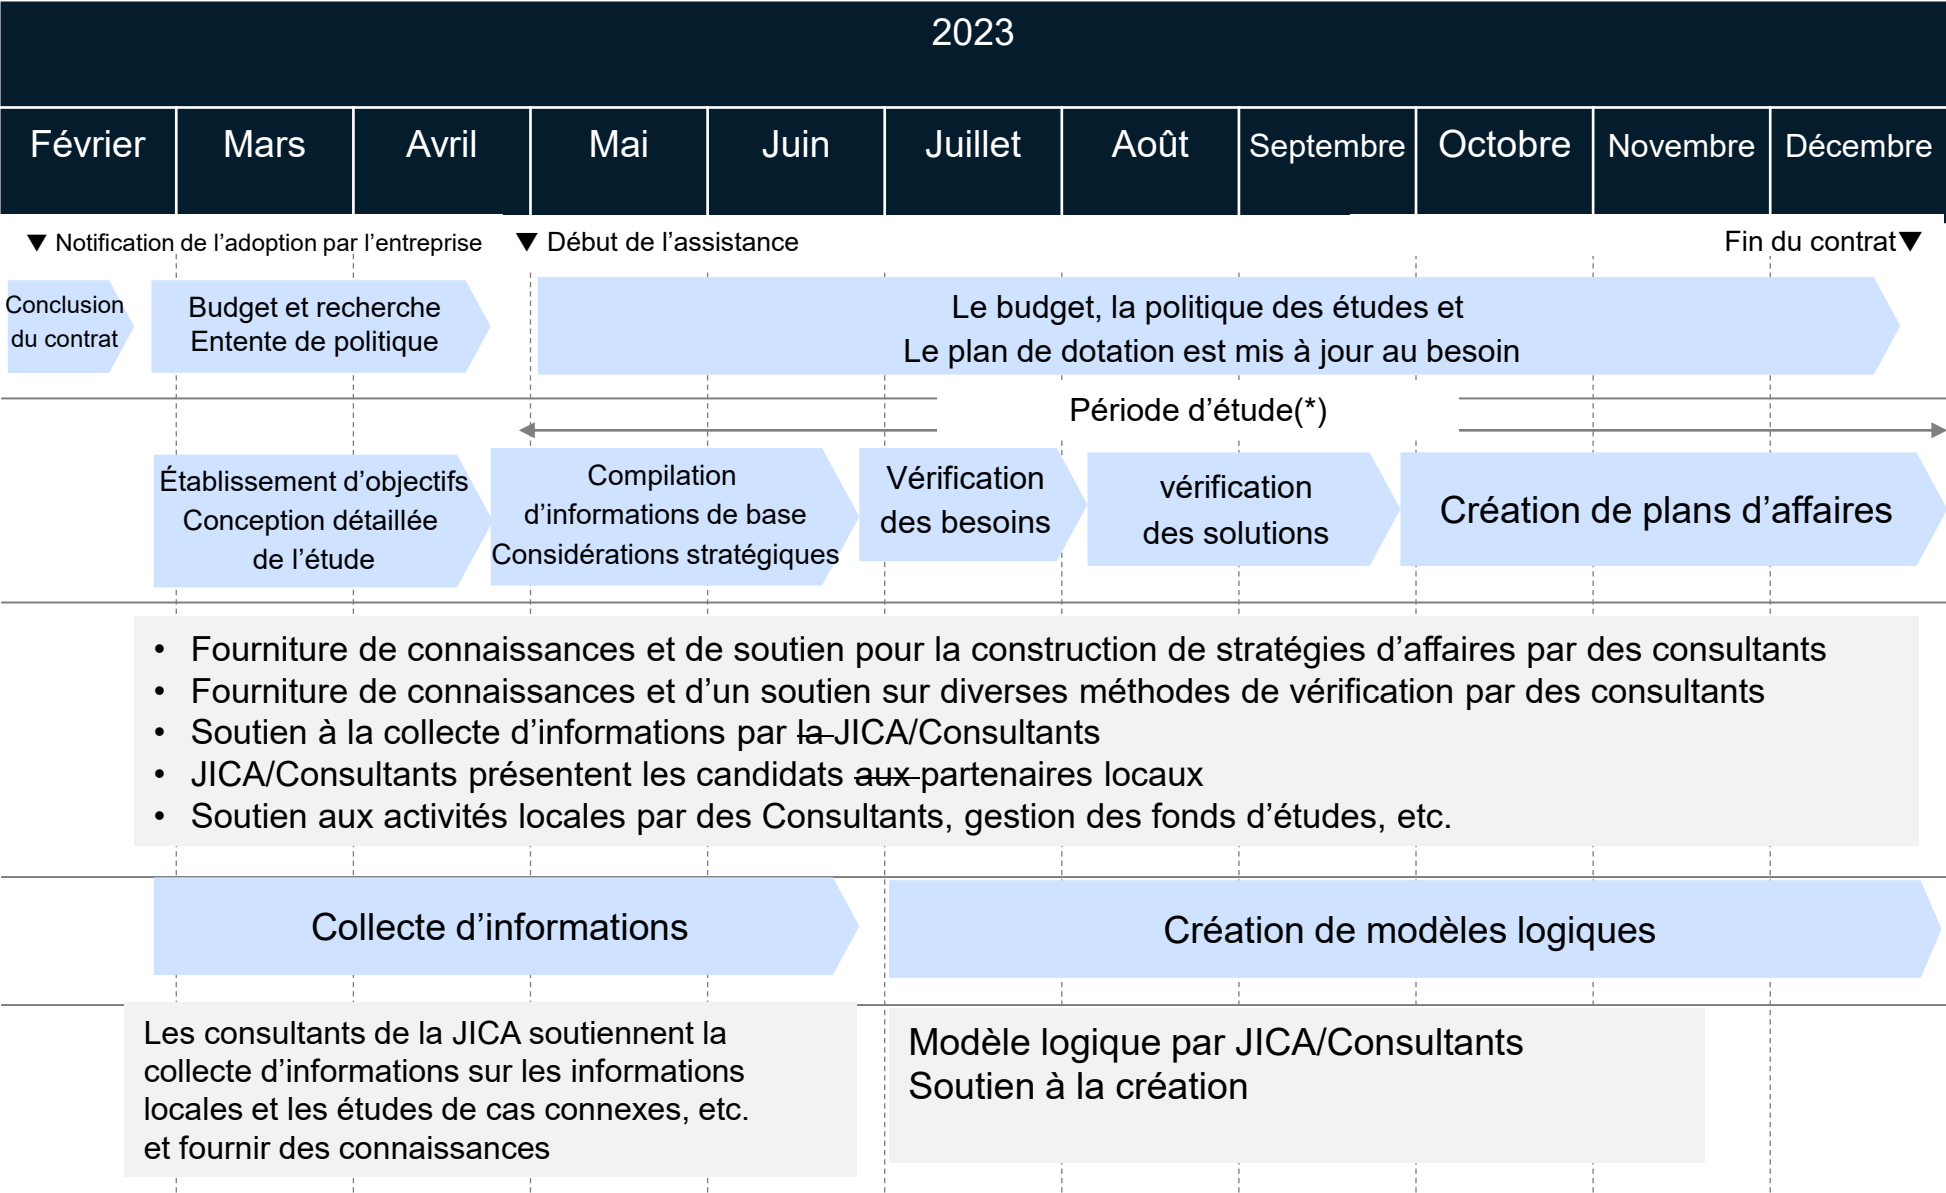 2023
Février
Mars
Avril
Mai
Juin
Juillet
Août
Septembre
Octobre
Novembre
Décembre
▼ Notification de l’adoption par l’entreprise
▼ Début de l’assistance
Fin du contrat▼
Conclusion
du contrat
Budget et recherche
Entente de politique
Le budget, la politique des études et
Le plan de dotation est mis à jour au besoin
Période d’étude(*)
Établissement d’objectifs
Conception détaillée
de l’étude
Compilation
d’informations de base
Considérations stratégiques
Vérification
des besoins
vérification
des solutions
Création de plans d’affaires
• Fourniture de connaissances et de soutien pour la construction de stratégies d’affaires par des consultants
• Fourniture de connaissances et d’un soutien sur diverses méthodes de vérification par des consultants
• Soutien à la collecte d’informations par la JICA/Consultants
• JICA/Consultants présentent les candidats aux partenaires locaux
• Soutien aux activités locales par des Consultants, gestion des fonds d’études, etc.
Collecte d’informations
Création de modèles logiques
Les consultants de la JICA soutiennent la
collecte d’informations sur les informations
locales et les études de cas connexes, etc.
et fournir des connaissances
Modèle logique par JICA/Consultants
Soutien à la création